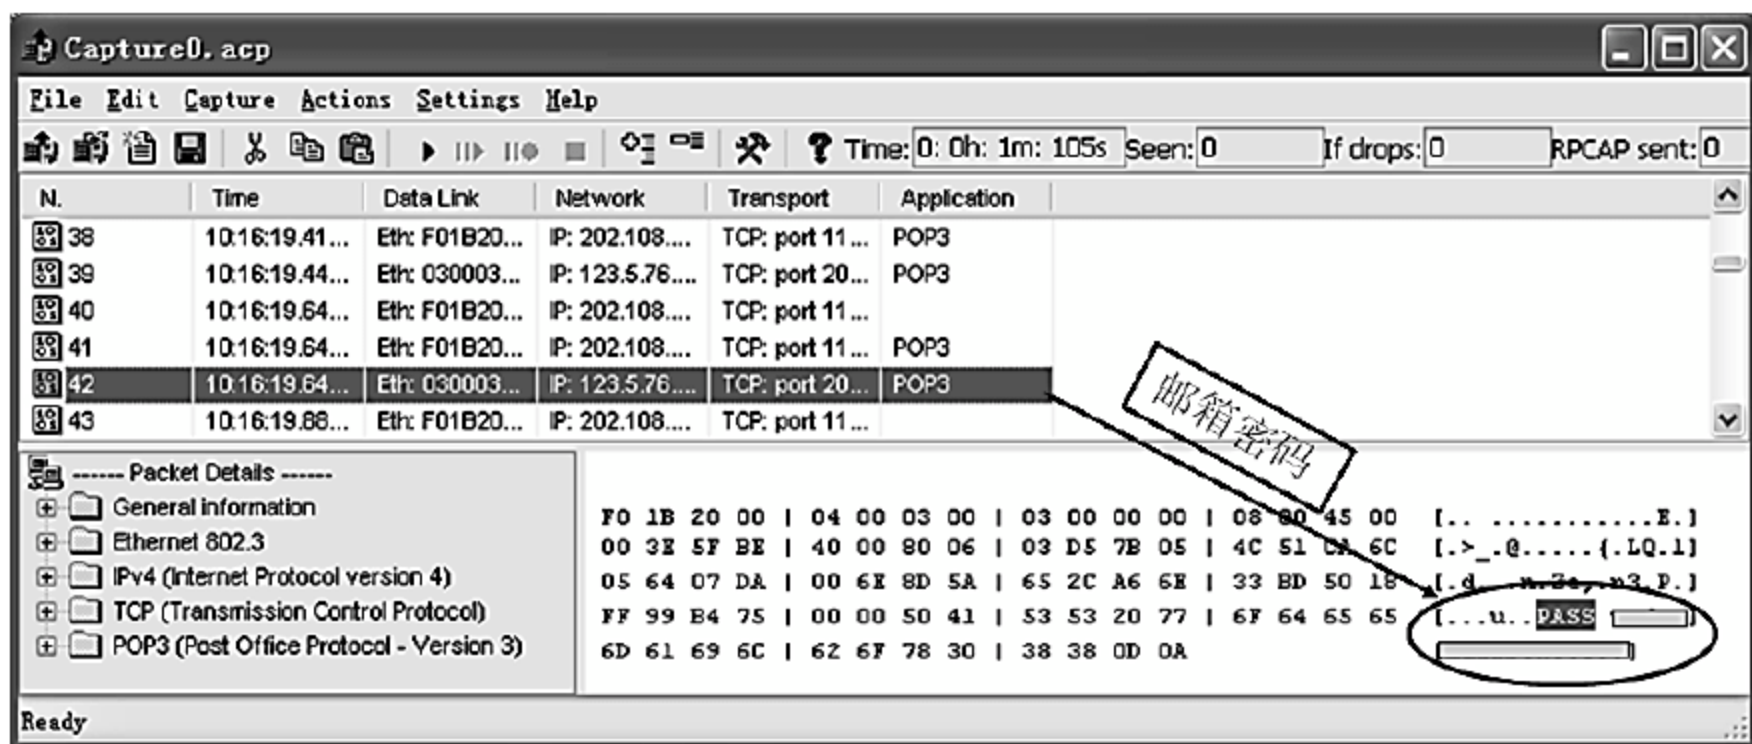 Capture0.acp
File Edit Capture Actions Settings Help
Time: 0: 0h: 1m: 105s Seen: 0 If drops: 0 RPCAP sent: 0
N. Time Data Link Network Transport Application
38 10:16:19.41... Eth: F01B20... IP: 202.108.... TCP: port 11... POP3
39 10:16:19.44... Eth: 030003... IP: 123.5.76.... TCP: port 20... POP3
40 10:16:19.64... Eth: F01B20... IP: 202.108.... TCP: port 11...
41 10:16:19.64... Eth: F01B20... IP: 202.108.... TCP: port 11... POP3
42 10:16:19.64... Eth: 030003... IP: 123.5.76.... TCP: port 20... POP3
43 10:16:19.88... Eth: F01B20... IP: 202.108.... TCP: port 11...
邮箱密码
------ Packet Details ------
General information
Ethernet 802.3
IPv4 (Internet Protocol version 4)
TCP (Transmission Control Protocol)
POP3 (Post Office Protocol - Version 3)
F0 1B 20 00 | 04 00 03 00 | 03 00 00 00 | 08 00 45 00 [.. ............E.]
00 3E 5F BE | 40 00 80 06 | 03 D5 7B 05 | 4C 51 CA 6C [.>_.@.....{.LQ.l]
05 64 07 DA | 00 6E 8D 5A | 65 2C A6 6E | 33 BD 50 18 [.d...n.Ze,.n3.P.]
FF 99 B4 75 | 00 00 50 41 | 53 53 20 77 | 6F 64 65 65 [...u..PASS
6D 61 69 6C | 62 6F 78 30 | 38 38 0D 0A
Ready